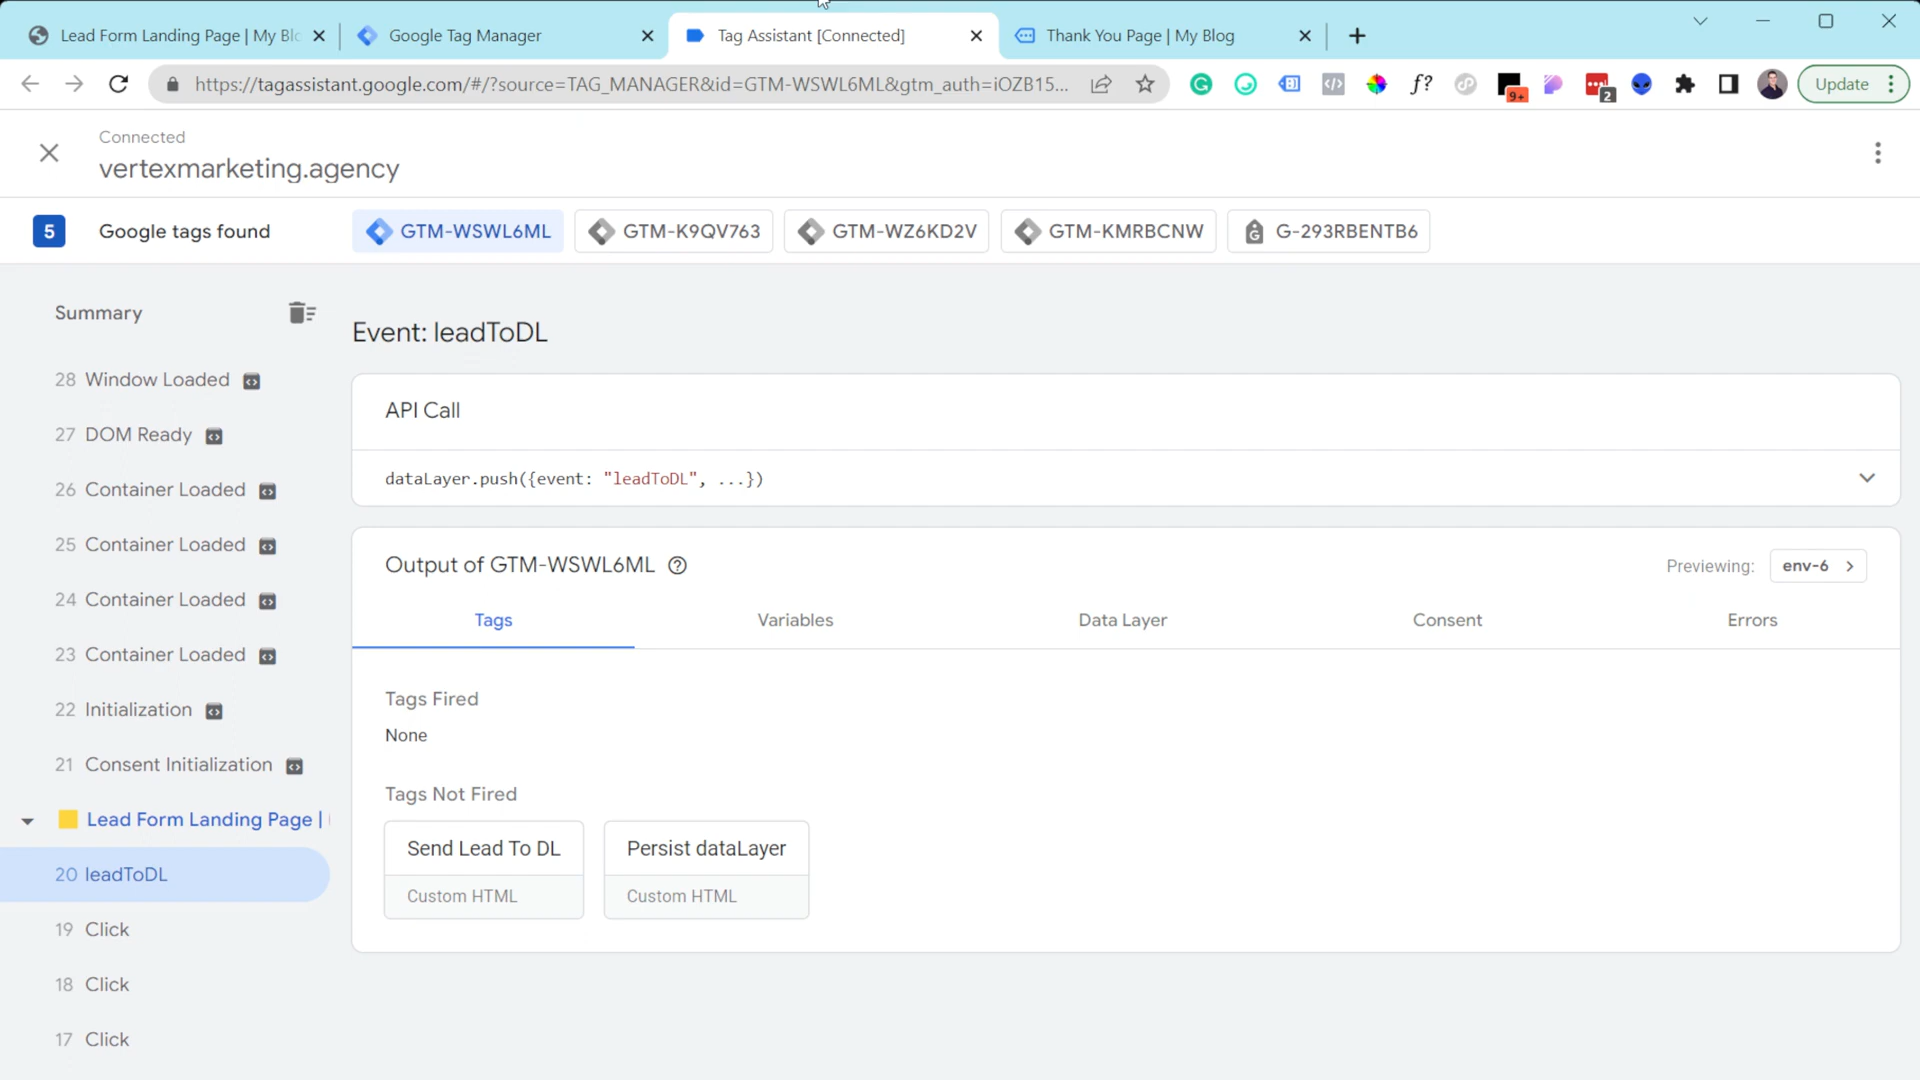 Lead Form Landing Page | My Blo
Google Tag Manager
Tag Assistant [Connected]
Thank You Page | My Blog
https://tagassistant.google.com/#/?source=TAG_MANAGER&id=GTM-WSWL6ML&gtm_auth=iOZB15...
f?
9+
2
Update
Connected
vertexmarketing.agency
5
Google tags found
GTM-WSWL6ML
GTM-K9QV763
GTM-WZ6KD2V
GTM-KMRBCNW
G-293RBENTB6
Summary
28 Window Loaded
27 DOM Ready
26 Container Loaded
25 Container Loaded
24 Container Loaded
23 Container Loaded
22 Initialization
21 Consent Initialization
Lead Form Landing Page |
20 leadToDL
19 Click
18 Click
17 Click
Event: leadToDL
API Call
dataLayer.push({event: "leadToDL", ...})
Output of GTM-WSWL6ML
Previewing: env-6
Tags
Variables
Data Layer
Consent
Errors
Tags Fired
None
Tags Not Fired
Send Lead To DL
Custom HTML
Persist dataLayer
Custom HTML